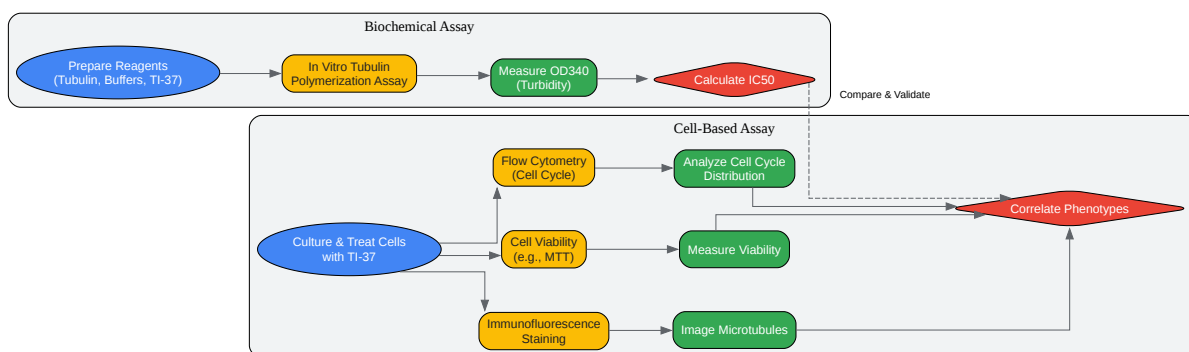 Biochemical Assay
Prepare Reagents
(Tubulin, Buffers, TI-37)
In Vitro Tubulin
Polymerization Assay
Measure OD340
(Turbidity)
Calculate IC50
Compare & Validate
Cell-Based Assay
Flow Cytometry
(Cell Cycle)
Analyze Cell Cycle
Distribution
Correlate Phenotypes
Culture & Treat Cells
with TI-37
Cell Viability
(e.g., MTT)
Measure Viability
Immunofluorescence
Staining
Image Microtubules